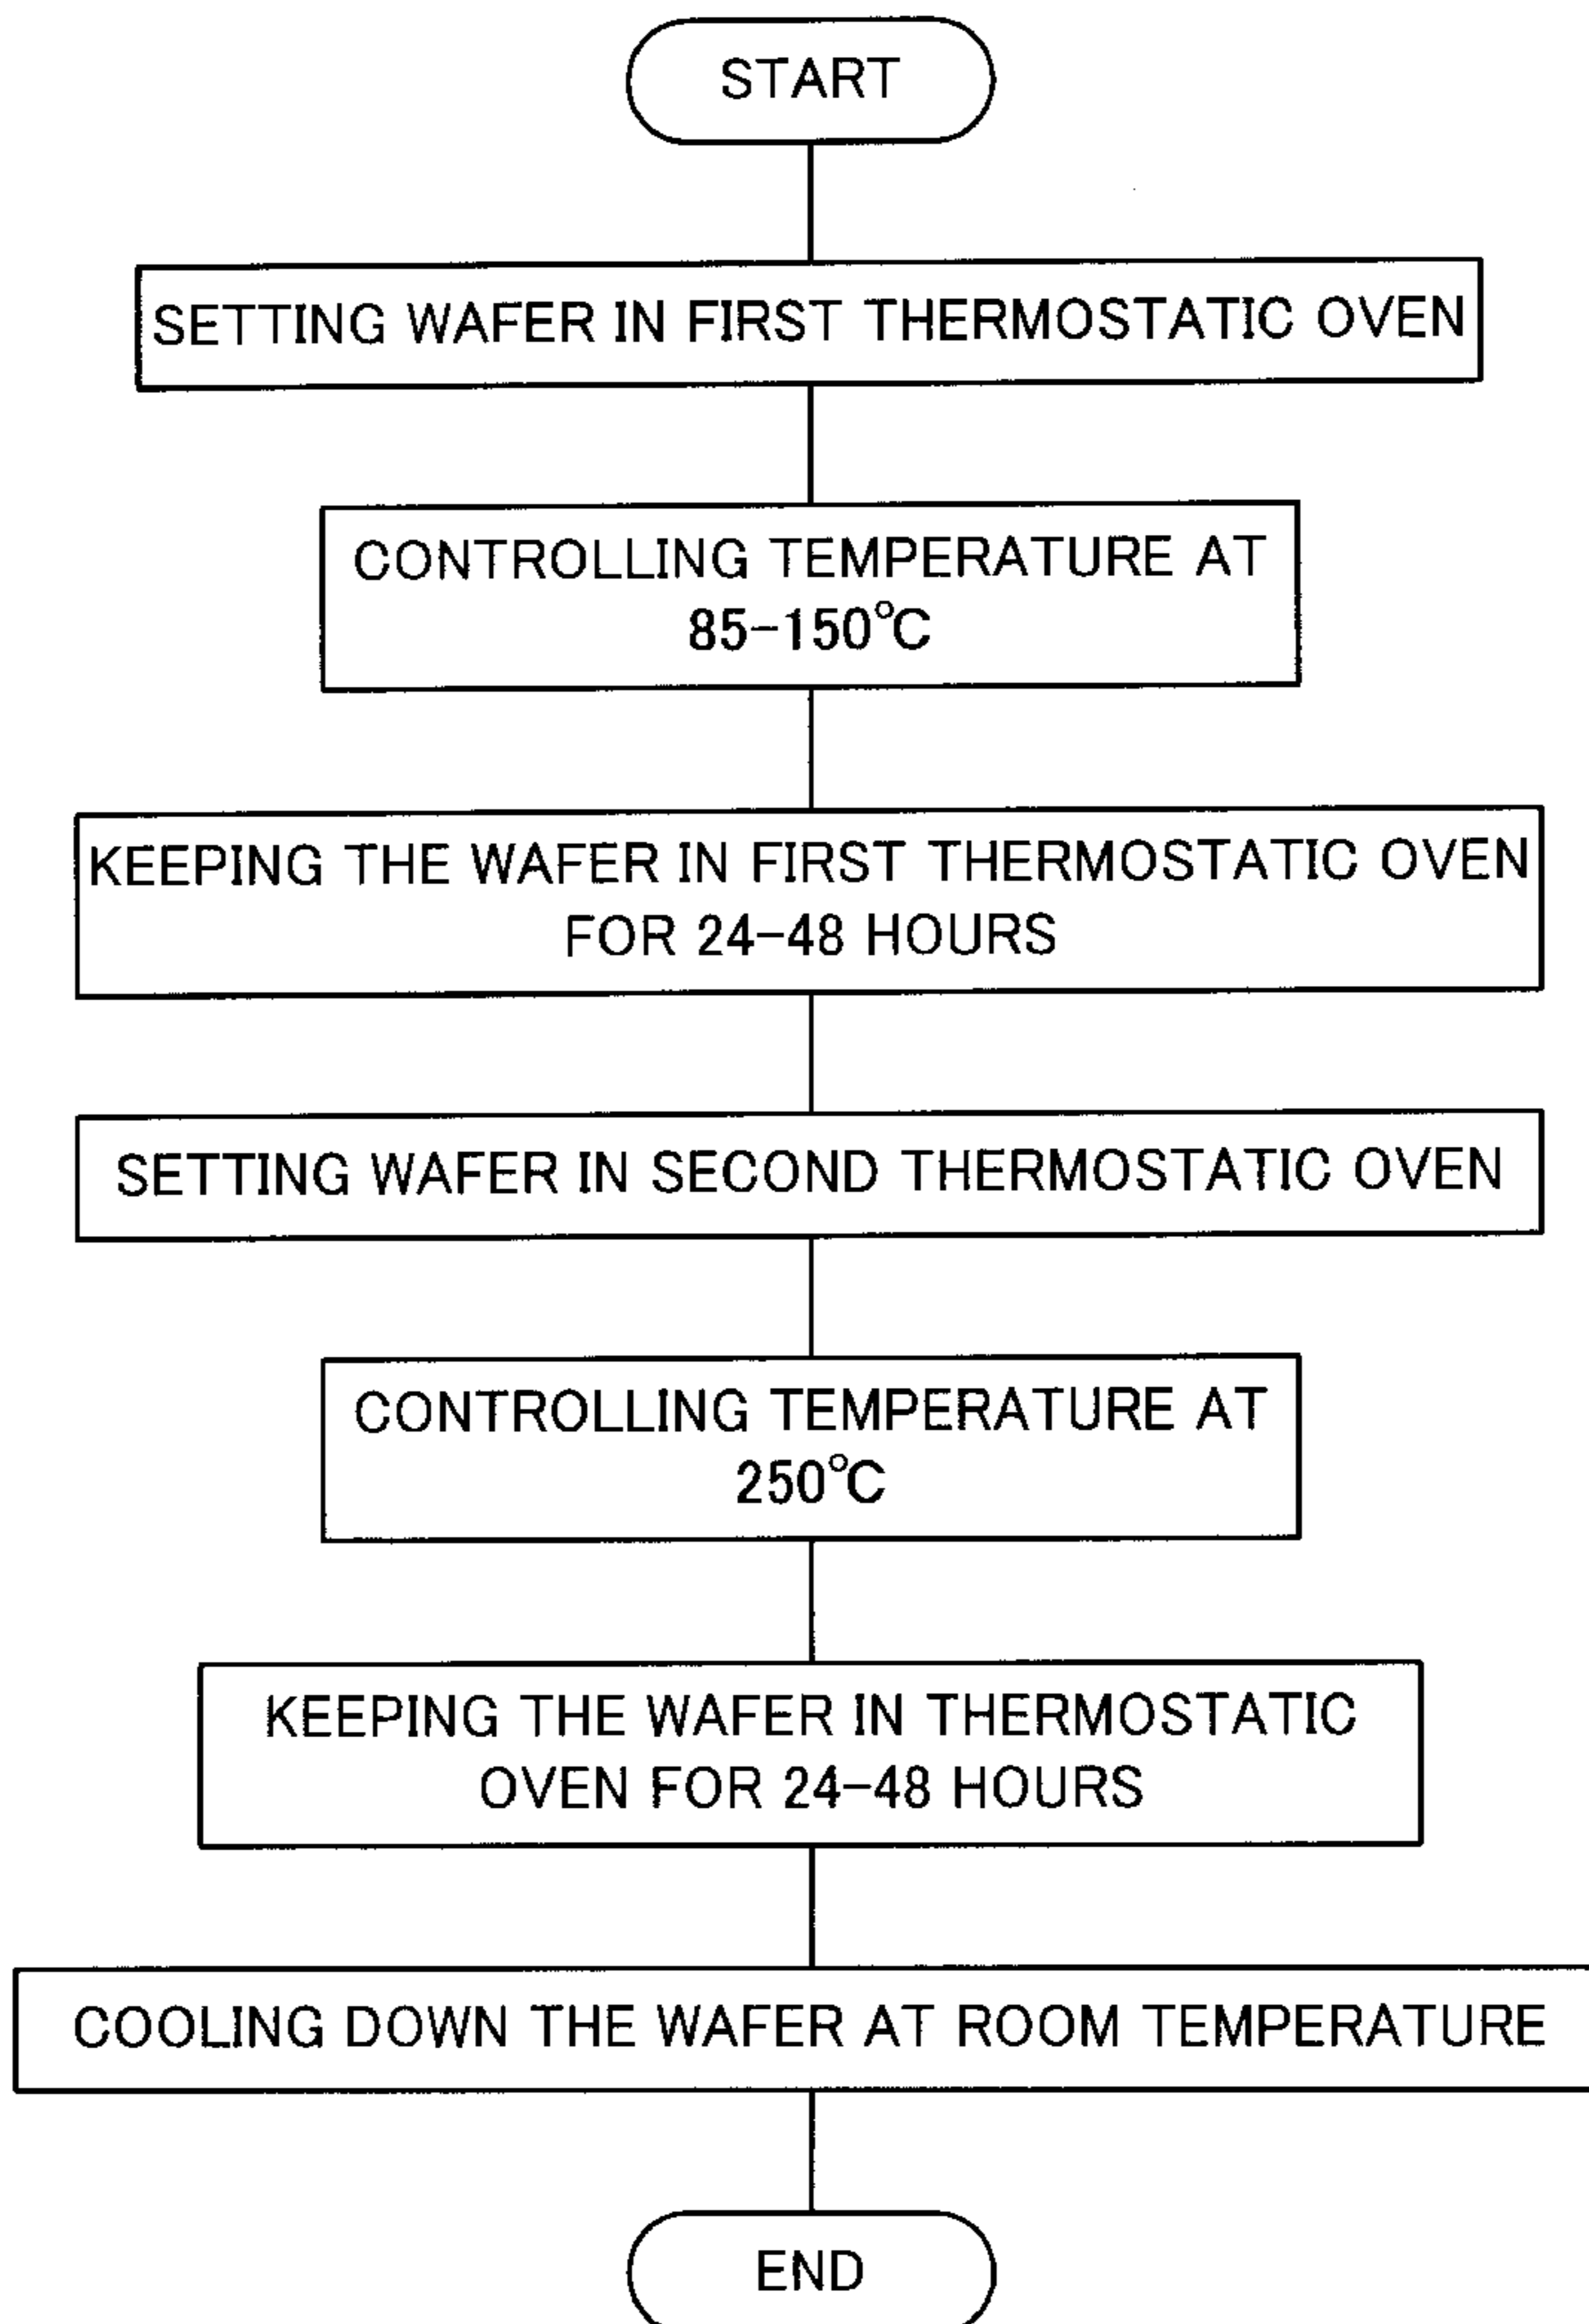 START
SETTING WAFER IN FIRST THERMOSTATIC OVEN
CONTROLLING TEMPERATURE AT
85-150°C
KEEPING THE WAFER IN FIRST THERMOSTATIC OVEN
FOR 24-48 HOURS
SETTING WAFER IN SECOND THERMOSTATIC OVEN
CONTROLLING TEMPERATURE AT
250°C
KEEPING THE WAFER IN THERMOSTATIC
OVEN FOR 24-48 HOURS
COOLING DOWN THE WAFER AT ROOM TEMPERATURE
END